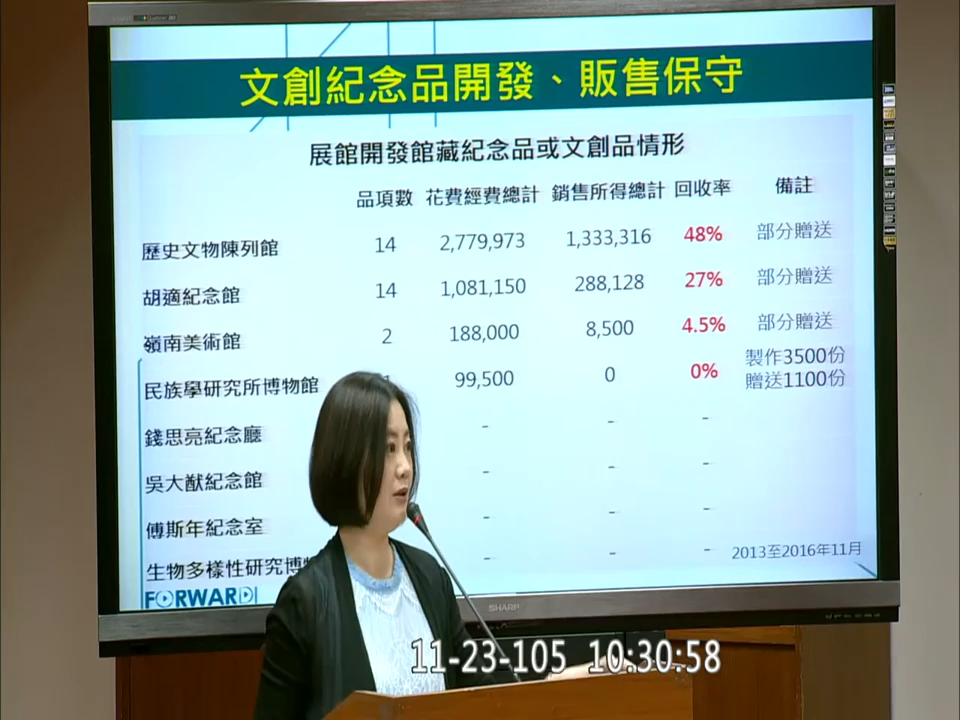 文創紀念品開發、販售保守
展館開發館藏紀念品或文創品情形
品項數 花費經費總計 銷售所得總計 回收率 備註
歷史文物陳列館 14 2,779,973 1,333,316 48% 部分贈送
胡適紀念館 14 1,081,150 288,128 27% 部分贈送
嶺南美術館 2 188,000 8,500 4.5% 部分贈送
民族學研究所博物館 1 99,500 0 0% 製作3500份
贈送1100份
錢思亮紀念廳 - - -
吳大猷紀念館 - - -
傅斯年紀念室 - - -
生物多樣性研究博 - - -
2013至2016年11月
FORWARD
SHARP
11-23-105 10:30:58